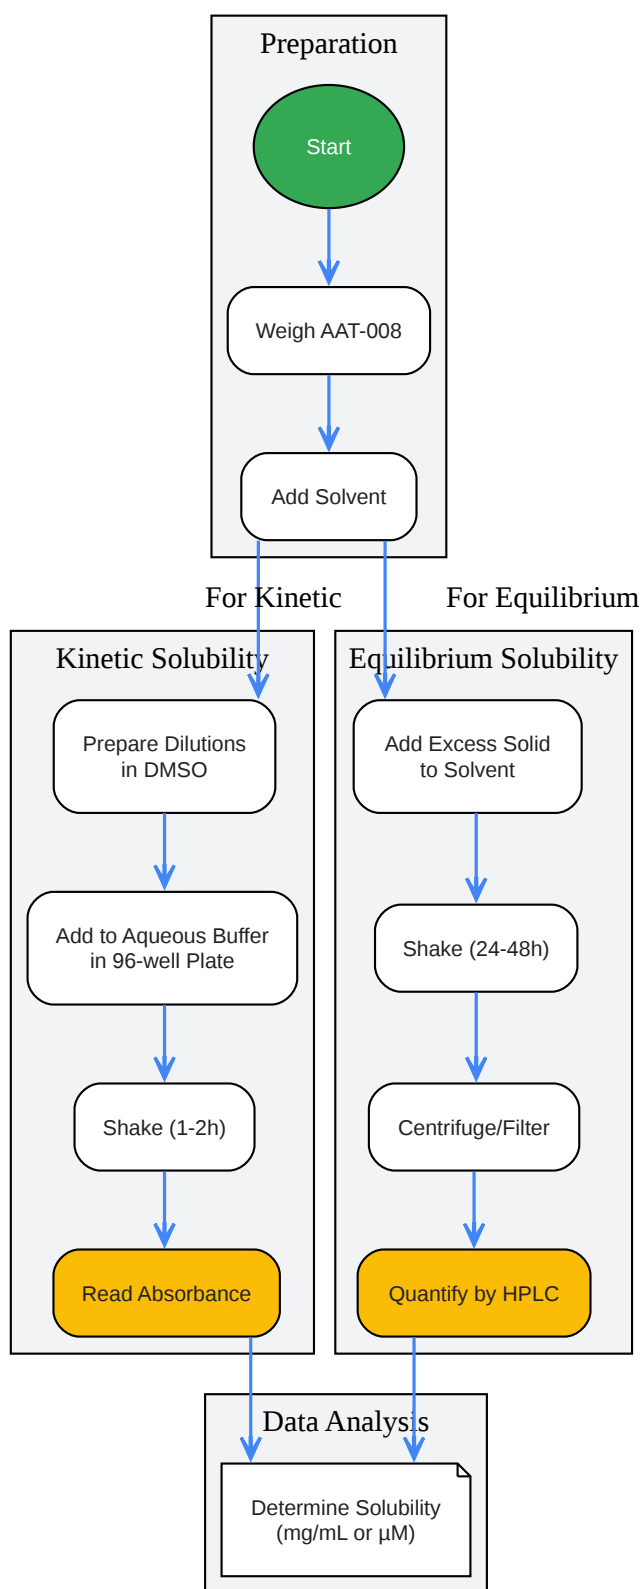 Preparation
Start
Weigh AAT-008
Add Solvent
For Kinetic
For Equilibrium
Kinetic Solubility
Prepare Dilutions
in DMSO
Add to Aqueous Buffer
in 96-well Plate
Shake (1-2h)
Read Absorbance
Equilibrium Solubility
Add Excess Solid
to Solvent
Shake (24-48h)
Centrifuge/Filter
Quantify by HPLC
Data Analysis
Determine Solubility
(mg/mL or µM)